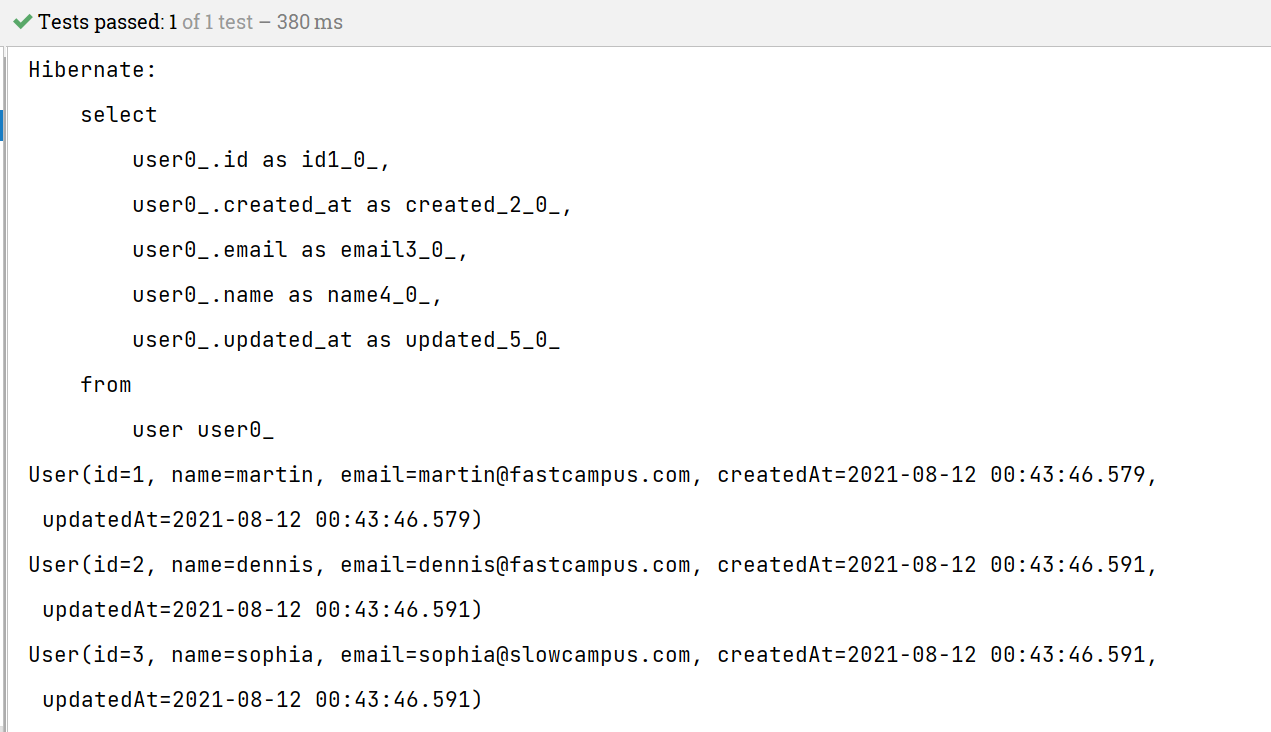 Tests passed: 1 of 1 test – 380 ms
Hibernate:
    select
        user0_.id as id1_0_,
        user0_.created_at as created_2_0_,
        user0_.email as email3_0_,
        user0_.name as name4_0_,
        user0_.updated_at as updated_5_0_
    from
        user user0_
User(id=1, name=martin, email=martin@fastcampus.com, createdAt=2021-08-12 00:43:46.579,
 updatedAt=2021-08-12 00:43:46.579)
User(id=2, name=dennis, email=dennis@fastcampus.com, createdAt=2021-08-12 00:43:46.591,
 updatedAt=2021-08-12 00:43:46.591)
User(id=3, name=sophia, email=sophia@slowcampus.com, createdAt=2021-08-12 00:43:46.591,
 updatedAt=2021-08-12 00:43:46.591)